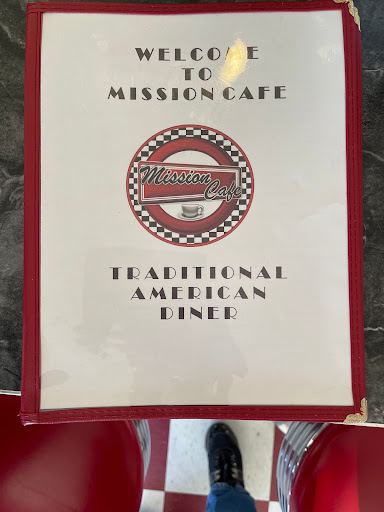 WELCOME
TO
MISSION CAFE
Mission
Cafe
TRADITIONAL
AMERICAN
DINER